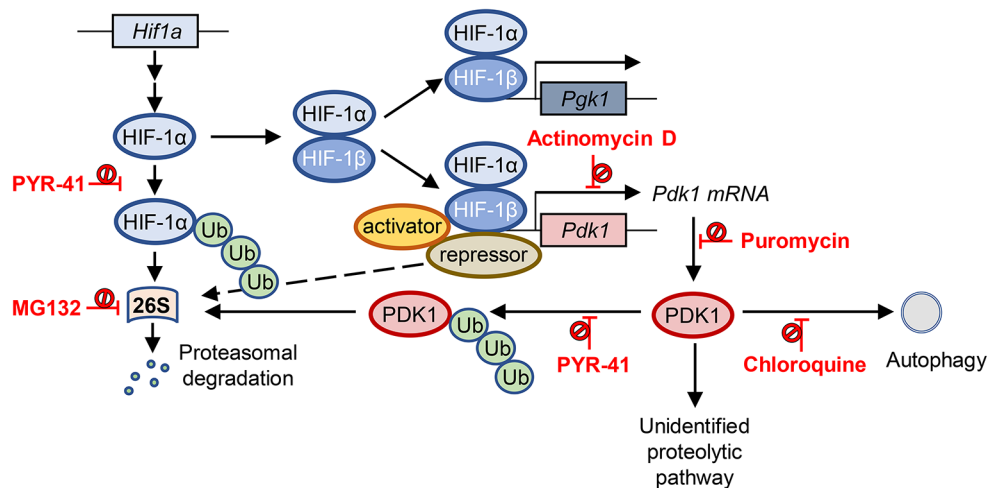 Hif1a
HIF-1α
HIF-1β
Pgk1
HIF-1α
HIF-1α
HIF-1β
Actinomycin D
PYR-41
HIF-1α
HIF-1β
Pdk1 mRNA
HIF-1α
Ub
Ub
Ub
activator
repressor
Pdk1
Puromycin
MG132
26S
PDK1
Ub
Ub
Ub
PYR-41
PDK1
Chloroquine
Autophagy
Proteasomal
degradation
Unidentified
proteolytic
pathway